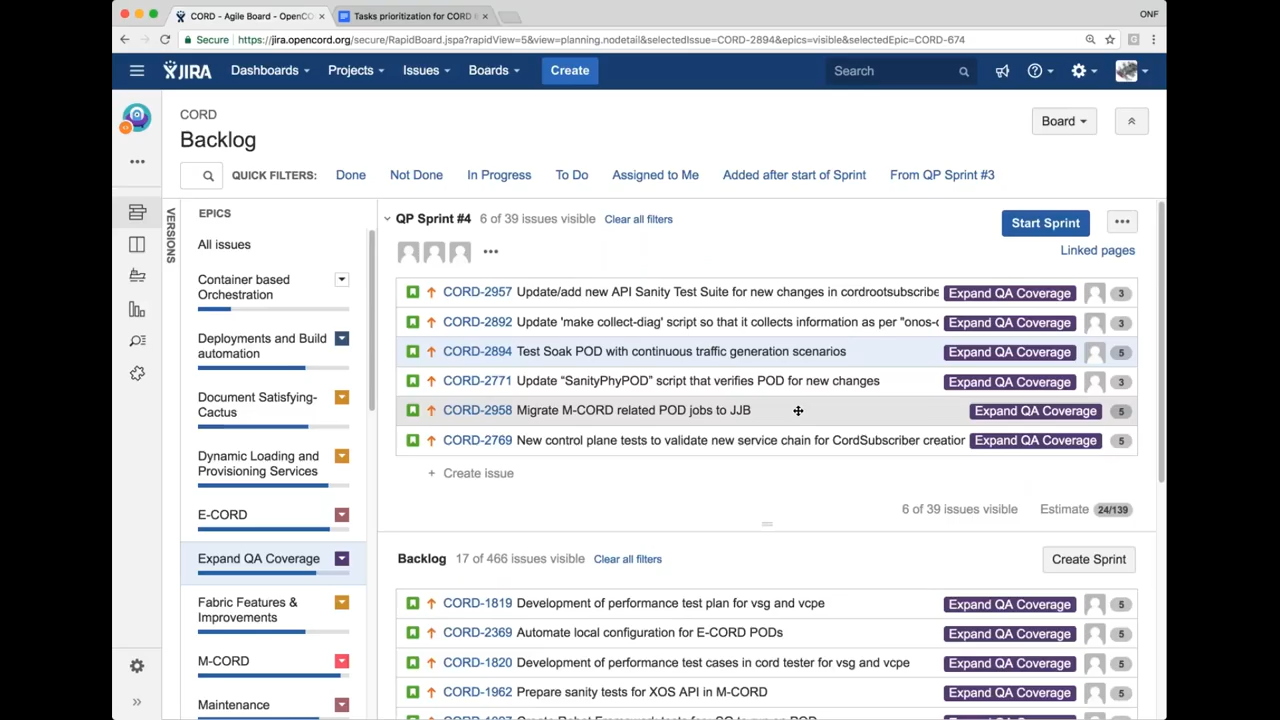 CORD - Agile Board - OpenCO
Tasks prioritization for CORD
ONF
Secure https://jira.opencord.org/secure/RapidBoard.jspa?rapidView=5&view=planning.nodetail&selectedIssue=CORD-2894&epics=visible&selectedEpic=CORD-674
JIRA Dashboards Projects Issues Boards Create Search
CORD
Backlog
Board
QUICK FILTERS: Done Not Done In Progress To Do Assigned to Me Added after start of Sprint From QP Sprint #3
VERSIONS
EPICS
All issues
Container based
Orchestration
Deployments and Build
automation
Document Satisfying-
Cactus
Dynamic Loading and
Provisioning Services
E-CORD
Expand QA Coverage
Fabric Features &
Improvements
M-CORD
Maintenance
QP Sprint #4 6 of 39 issues visible Clear all filters
Start Sprint
Linked pages
CORD-2957 Update/add new API Sanity Test Suite for new changes in cordrootsubscribe Expand QA Coverage 3
CORD-2892 Update 'make collect-diag' script so that it collects information as per "onos- Expand QA Coverage 3
CORD-2894 Test Soak POD with continuous traffic generation scenarios Expand QA Coverage 5
CORD-2771 Update “SanityPhyPOD” script that verifies POD for new changes Expand QA Coverage 3
CORD-2958 Migrate M-CORD related POD jobs to JJB Expand QA Coverage 5
CORD-2769 New control plane tests to validate new service chain for CordSubscriber creation Expand QA Coverage 5
+ Create issue
6 of 39 issues visible Estimate 24/139
Backlog 17 of 466 issues visible Clear all filters
Create Sprint
CORD-1819 Development of performance test plan for vsg and vcpe Expand QA Coverage 5
CORD-2369 Automate local configuration for E-CORD PODs Expand QA Coverage 5
CORD-1820 Development of performance test cases in cord tester for vsg and vcpe Expand QA Coverage 5
CORD-1962 Prepare sanity tests for XOS API in M-CORD Expand QA Coverage 5